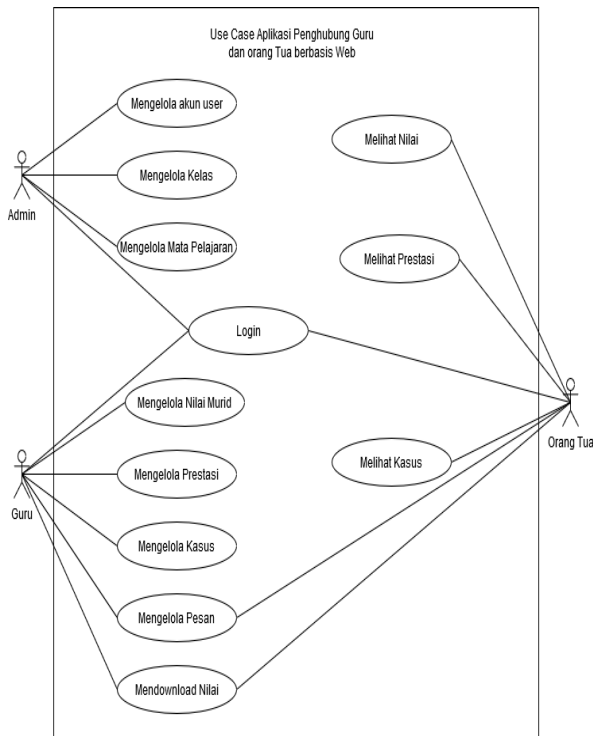 Use Case Aplikasi Penghubung Guru
dan orang Tua berbasis Web
Mengelola akun user
Melihat Nilai
Mengelola Kelas
Admin
Mengelola Mata Pelajaran
Melihat Prestasi
Login
Mengelola Nilai Murid
Orang Tua
Melihat Kasus
Mengelola Prestasi
Guru
Mengelola Kasus
Mengelola Pesan
Mendownload Nilai